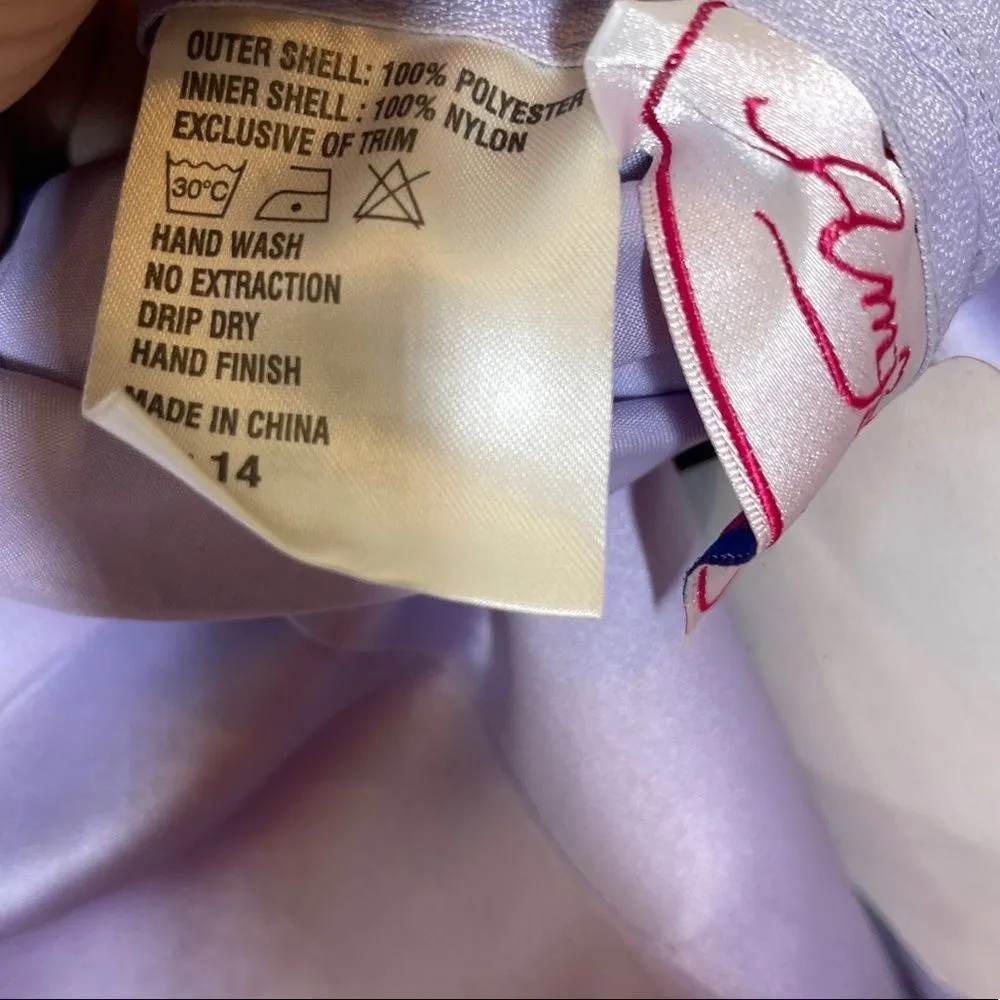 OUTER SHELL: 100% POLYESTER
INNER SHELL : 100% NYLON
EXCLUSIVE OF TRIM
30°C
HAND WASH
NO EXTRACTION
DRIP DRY
HAND FINISH
MADE IN CHINA
14